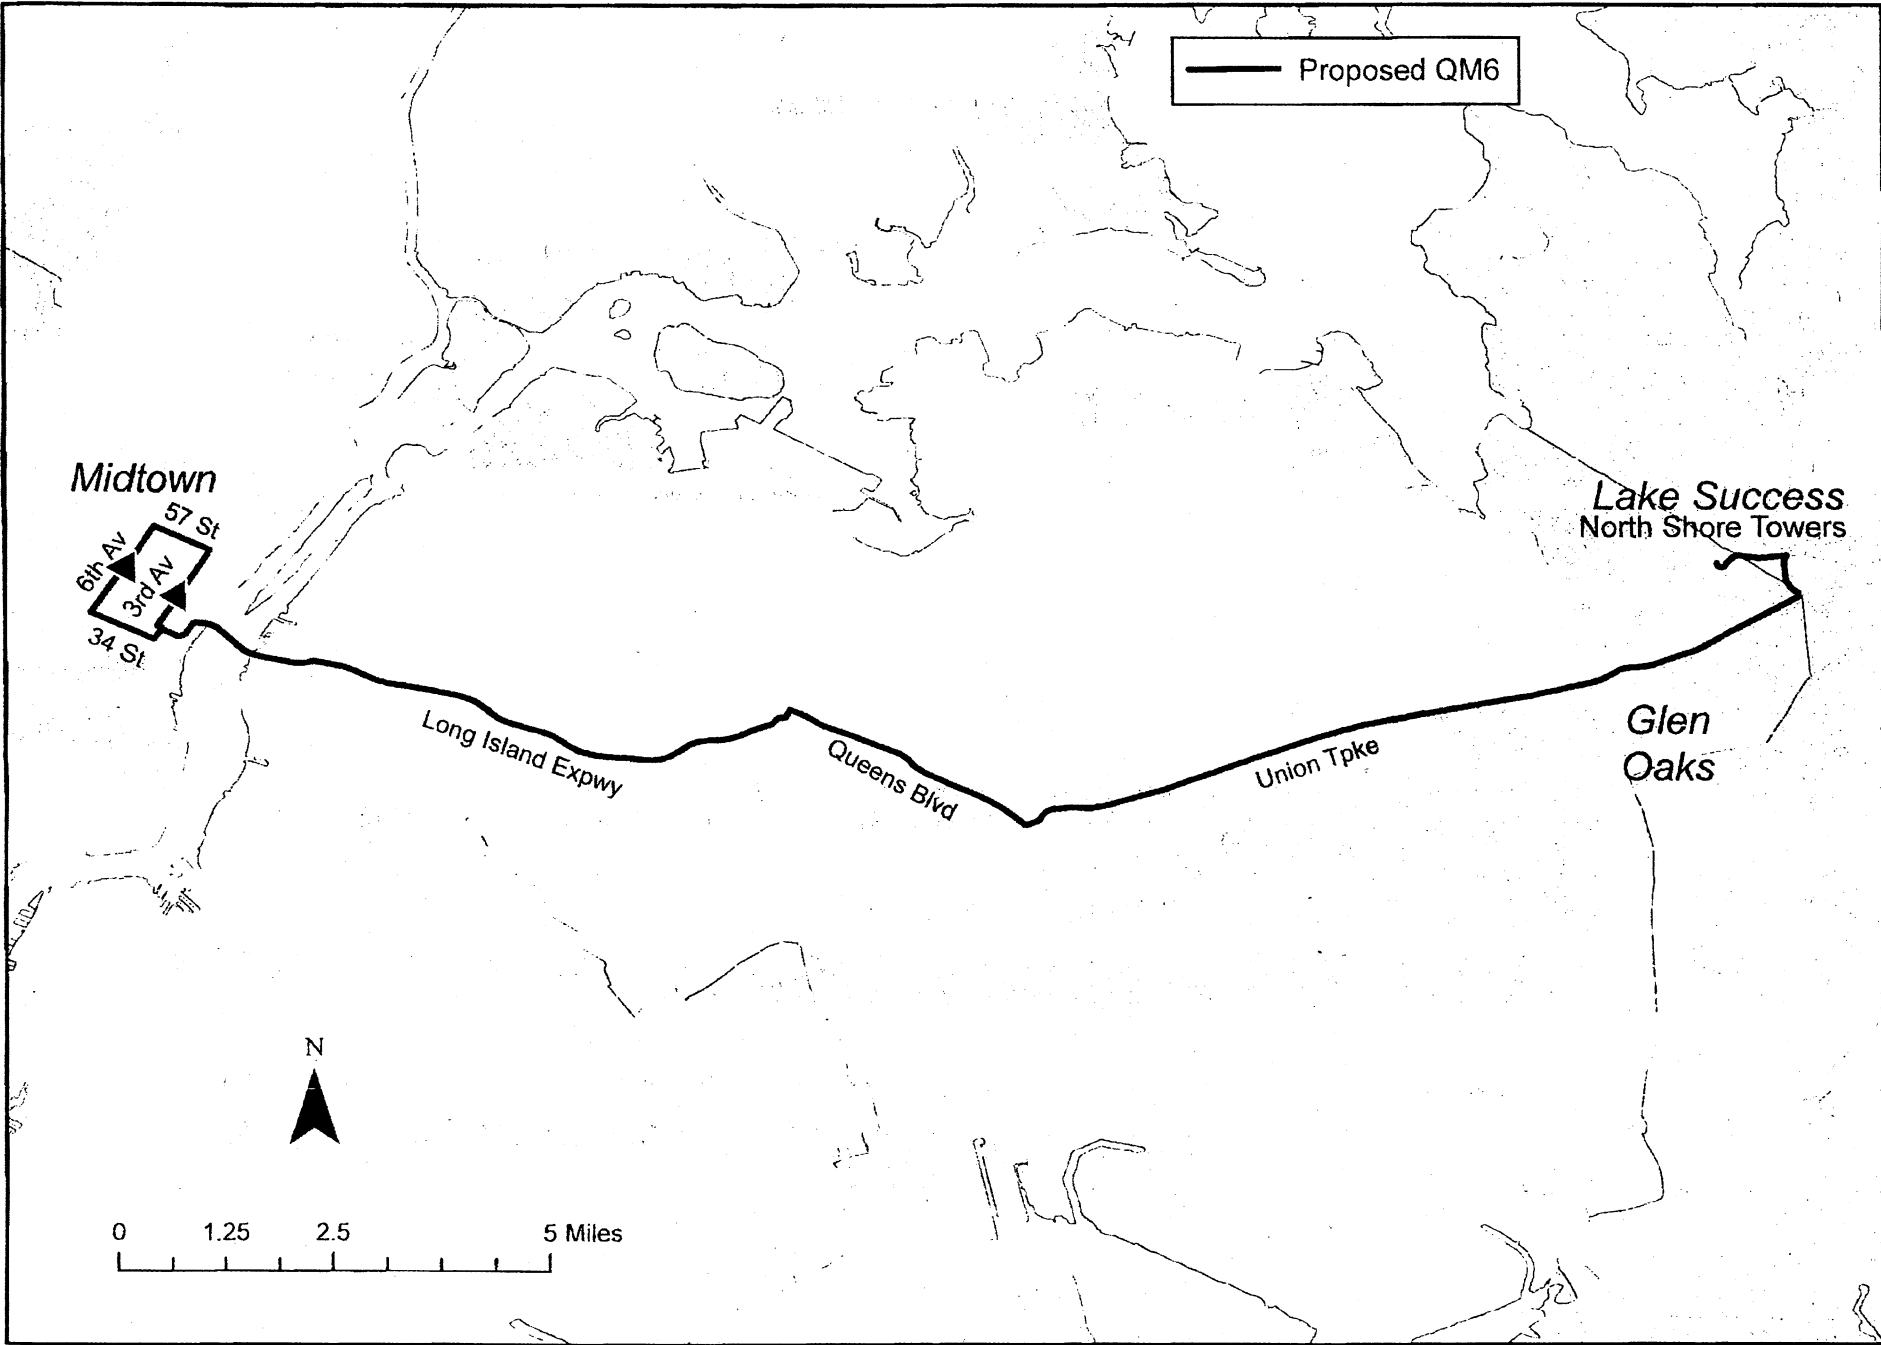 Proposed QM6
Midtown
57 St
6th Av
3rd Av
34 St
Lake Success
North Shore Towers
Long Island Expwy
Queens Blvd
Union Tpke
Glen
Oaks
N
0 1.25 2.5 5 Miles